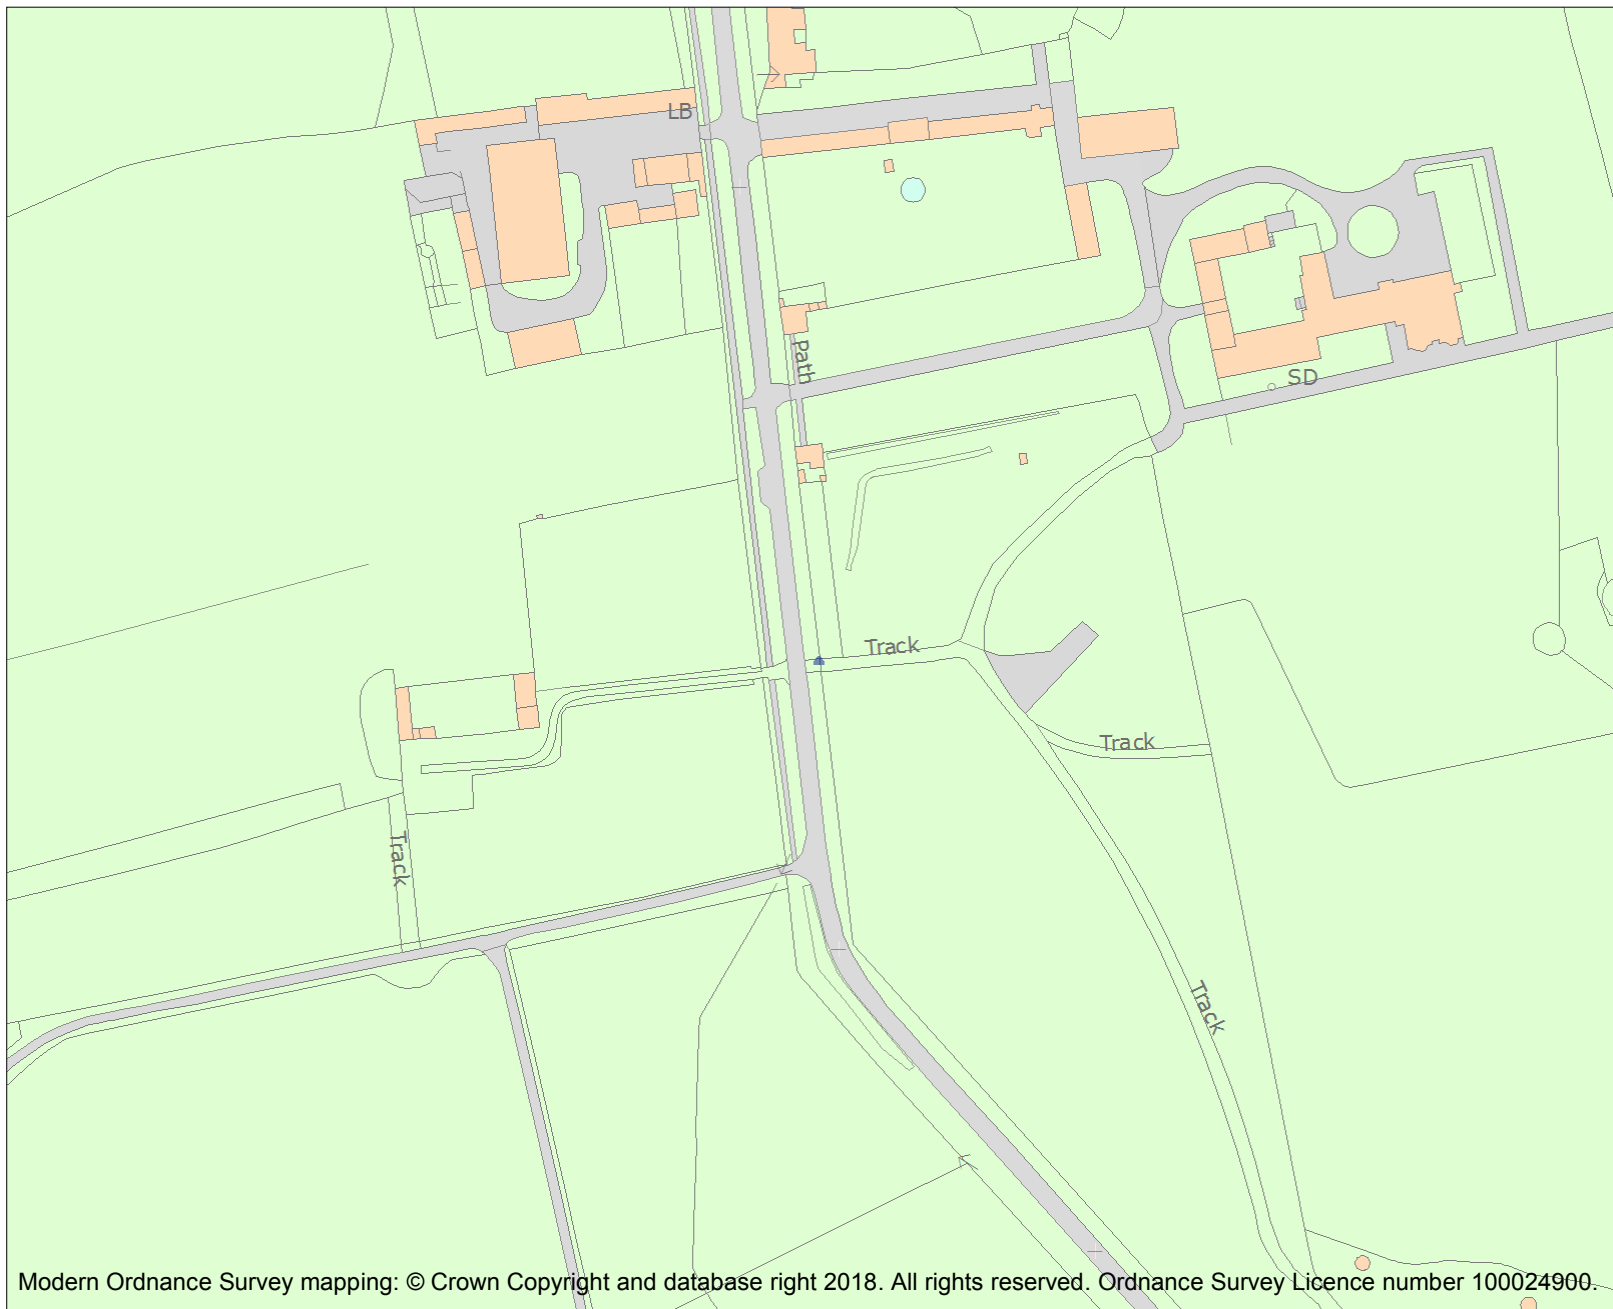 LB
Path
SD
Track
Track
Track
Track
Modern Ordnance Survey mapping: © Crown Copyright and database right 2018. All rights reserved. Ordnance Survey Licence number 100024900.